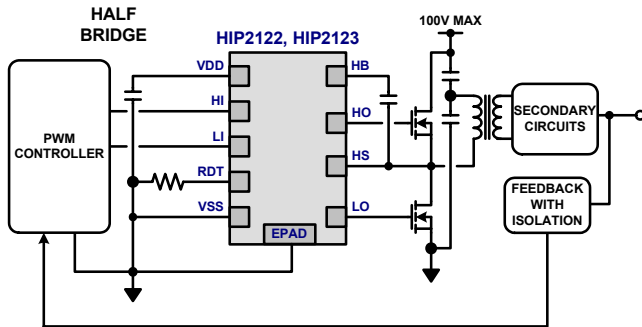 HALF
BRIDGE
HIP2122, HIP2123
100V MAX
VDD
HI
LI
RDT
VSS
EPAD
HB
HO
HS
LO
PWM
CONTROLLER
SECONDARY
CIRCUITS
FEEDBACK
WITH
ISOLATION